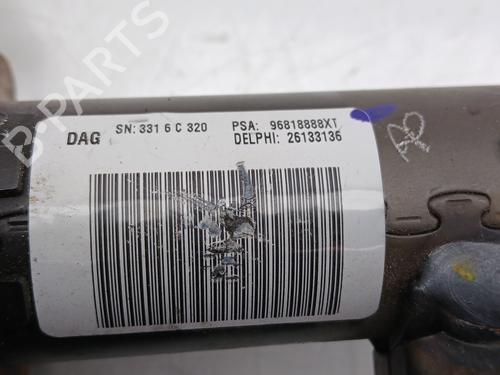 DAG SN: 331 6 C 320 PSA: 96818888XT
DELPHI: 26133136
B-Parts